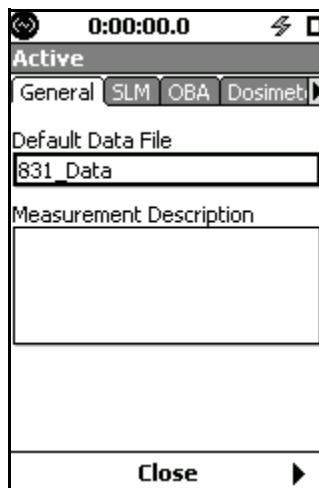 0:00:00.0
Active
General SLM OBA Dosimet
Default Data File
831_Data
Measurement Description
Close